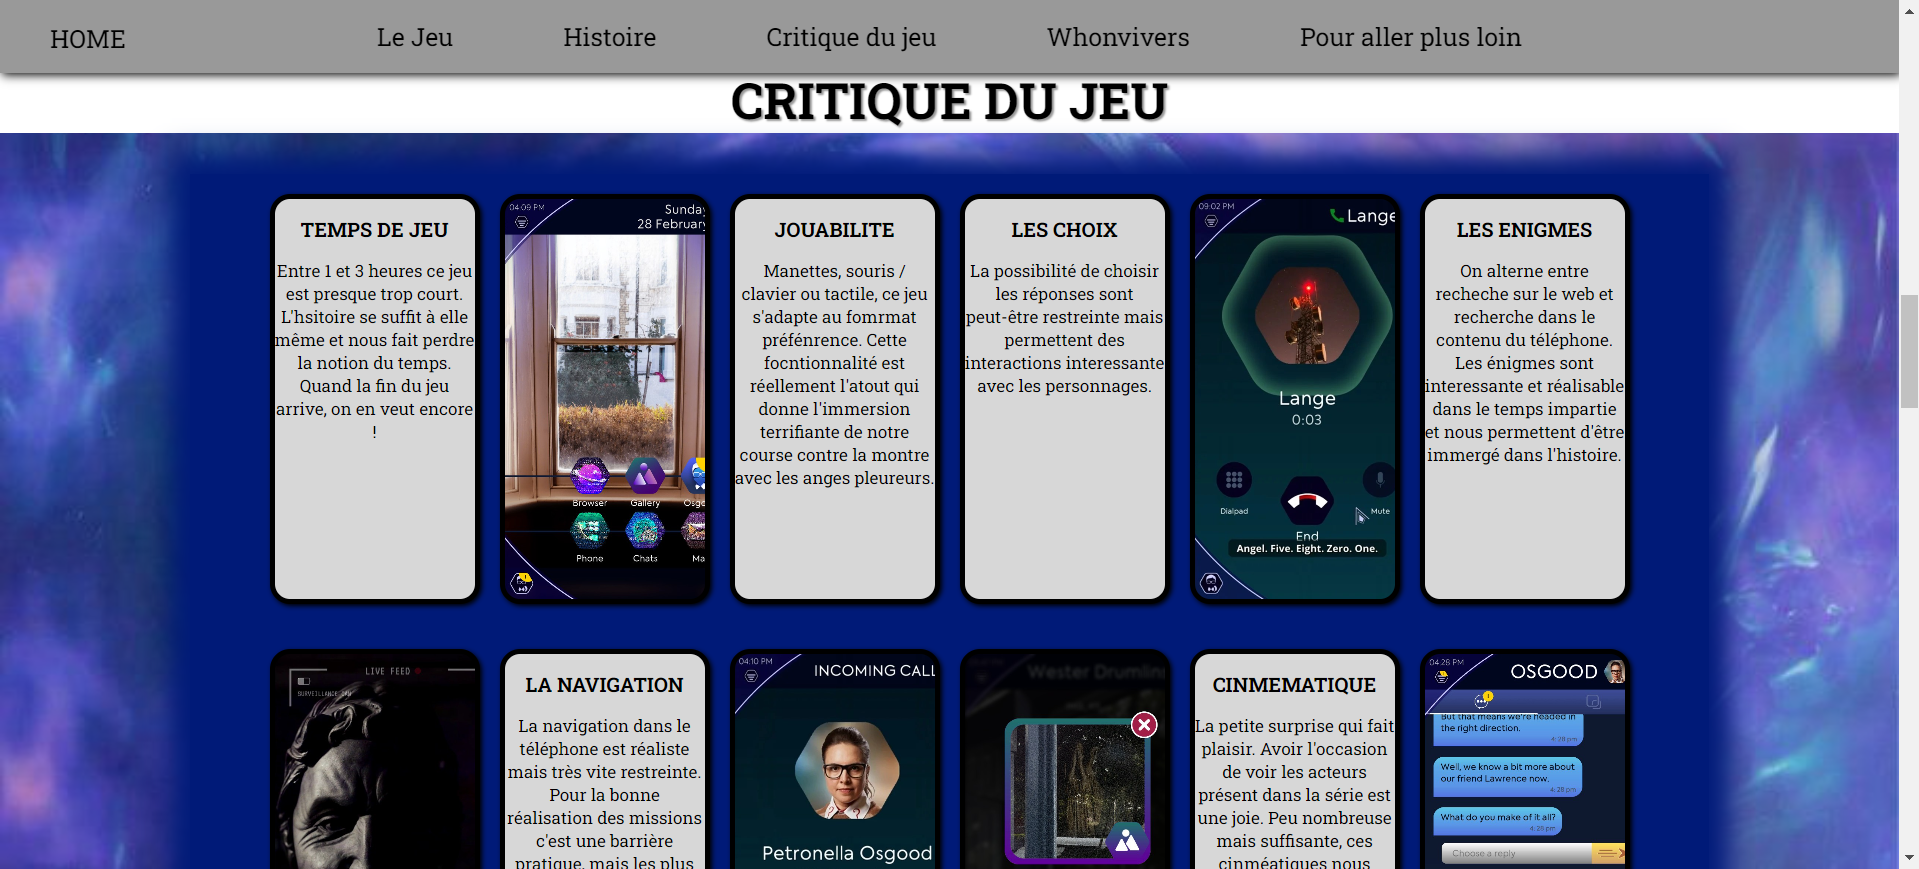 HOME
Le Jeu
Histoire
Critique du jeu
Whonvivers
Pour aller plus loin
CRITIQUE DU JEU
TEMPS DE JEU
Entre 1 et 3 heures ce jeu
est presque trop court.
L'hsitoire se suffit à elle
même et nous fait perdre
la notion du temps.
Quand la fin du jeu
arrive, on en veut encore
!
04:09 PM
Sunday
28 February
Browser
Gallery
Osgo
Phone
Chats
Ma
JOUABILITE
Manettes, souris /
clavier ou tactile, ce jeu
s'adapte au fomrmat
préfénrence. Cette
focntionnalité est
réellement l'atout qui
donne l'immersion
terrifiante de notre
course contre la montre
avec les anges pleureurs.
LES CHOIX
La possibilité de choisir
les réponses sont
peut-être restreinte mais
permettent des
interactions interessante
avec les personnages.
09:02 PM
Lange
Lange
0:03
Dialpad
Mute
End
Angel. Five. Eight. Zero. One.
LES ENIGMES
On alterne entre
recheche sur le web et
recherche dans le
contenu du téléphone.
Les énigmes sont
interessante et réalisable
dans le temps impartie
et nous permettent d'être
immergé dans l'histoire.
LIVE FEED
SURVEILLANCE CAM
LA NAVIGATION
La navigation dans le
téléphone est réaliste
mais très vite restreinte.
Pour la bonne
réalisation des missions
c'est une barrière
pratique, mais les plus
04:10 PM
INCOMING CALL
Petronella Osgood
Wester Drumlins
CINMEMATIQUE
La petite surprise qui fait
plaisir. Avoir l'occasion
de voir les acteurs
présent dans la série est
une joie. Peu nombreuse
mais suffisante, ces
cinméatiques nous
04:28 PM
OSGOOD
But that means we're headed in
the right direction.
4:28 pm
Well, we know a bit more about
our friend Lawrence now.
4:28 pm
What do you make of it all?
4:28 pm
Choose a reply